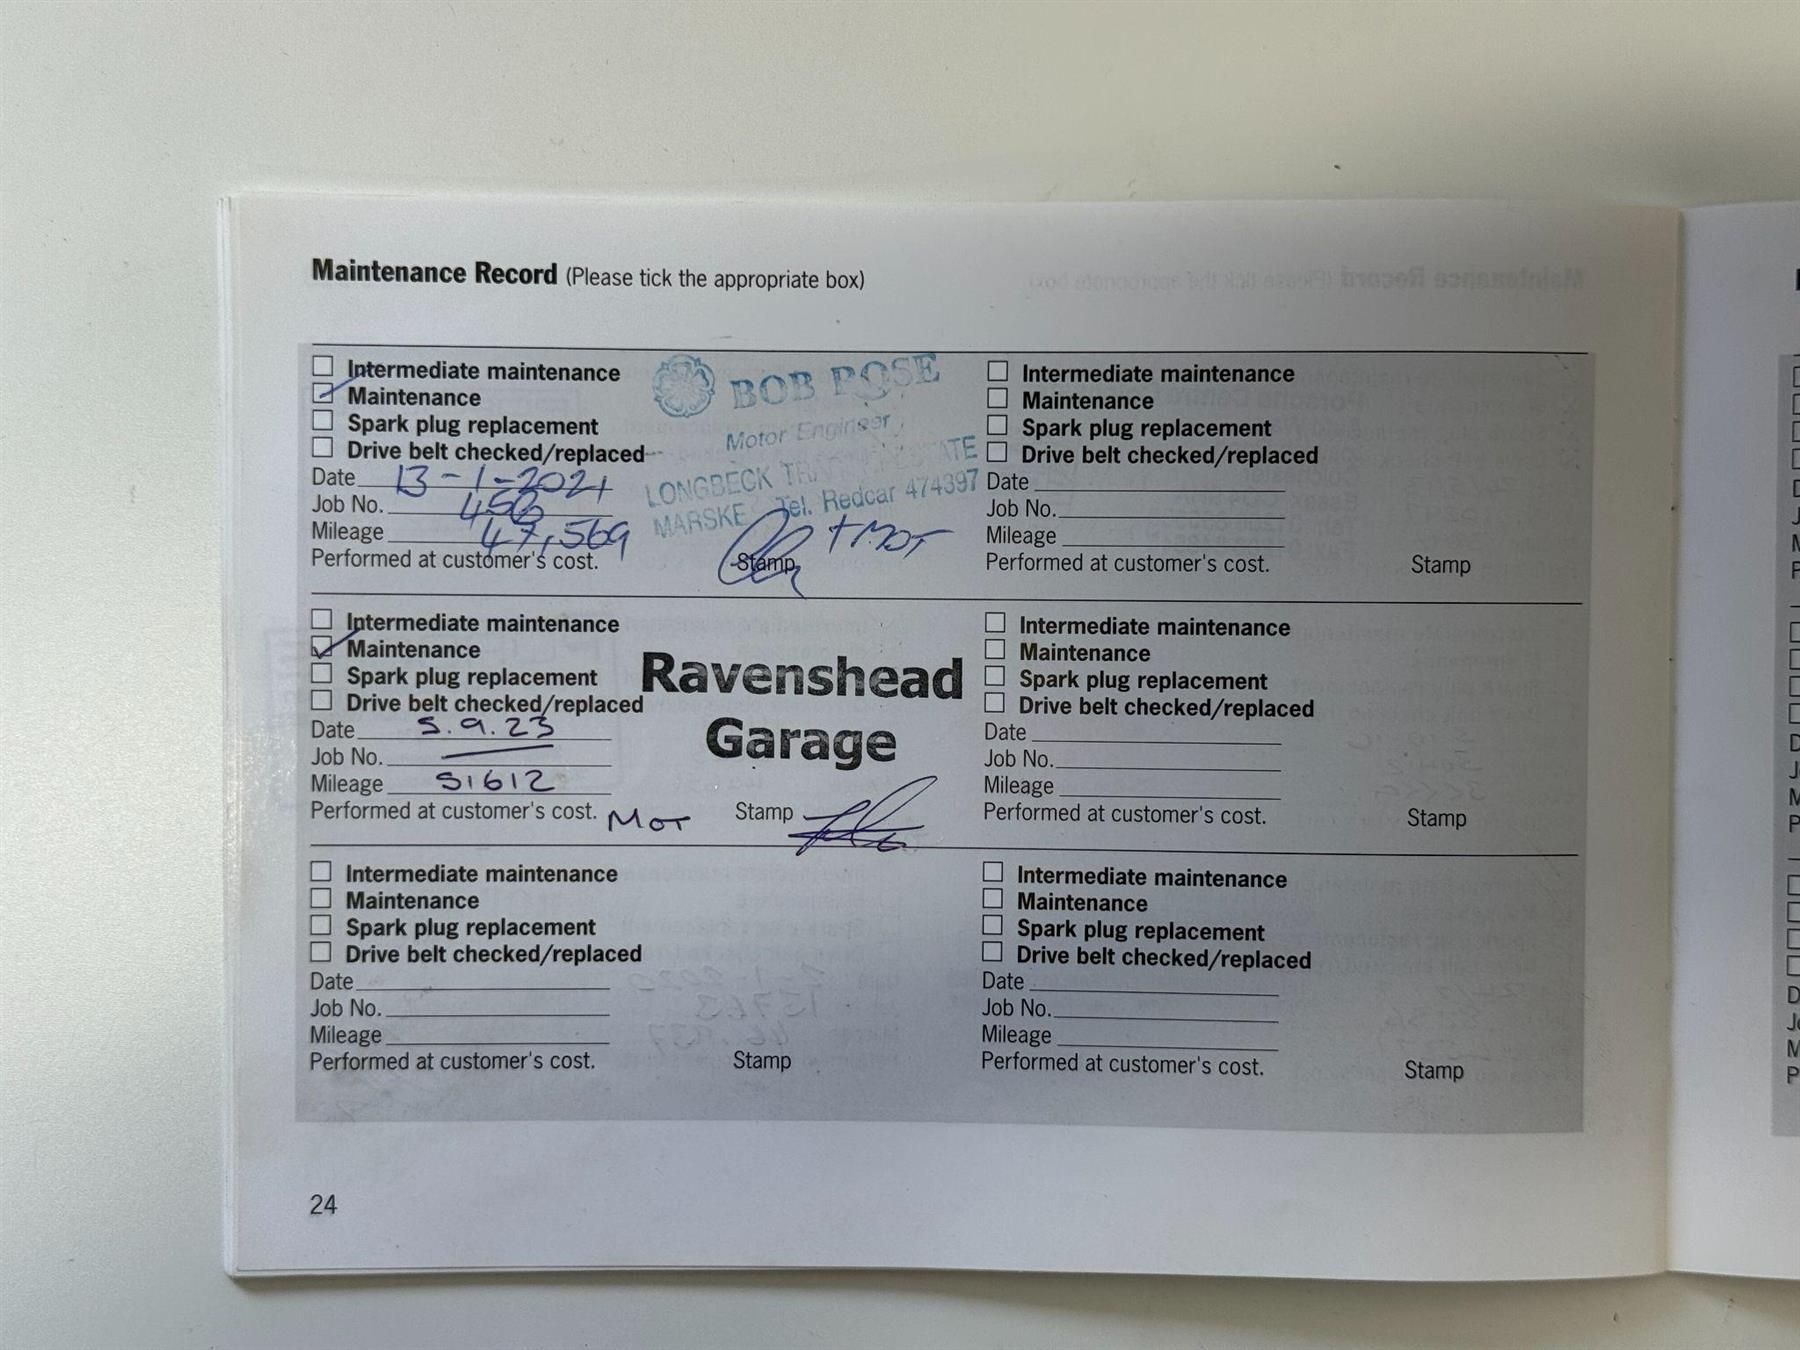 Maintenance Record (Please tick the appropriate box)
Intermediate maintenance
Maintenance
Spark plug replacement
Drive belt checked/replaced
Date 13-1-2021
Job No. 456
Mileage 47,569
Performed at customer's cost.
BOB POSE
Motor Engineer
LONGBECK TRADING ESTATE
MARSKE Tel. Redcar 474397
+ MOT
Stamp
Intermediate maintenance
Maintenance
Spark plug replacement
Drive belt checked/replaced
Date
Job No.
Mileage
Performed at customer's cost.
Stamp
Intermediate maintenance
Maintenance
Spark plug replacement
Drive belt checked/replaced
Date 5.9.23
Job No.
Mileage 51612
Performed at customer's cost. MOT
Ravenshead
Garage
Stamp
Intermediate maintenance
Maintenance
Spark plug replacement
Drive belt checked/replaced
Date
Job No.
Mileage
Performed at customer's cost.
Stamp
Intermediate maintenance
Maintenance
Spark plug replacement
Drive belt checked/replaced
Date
Job No.
Mileage
Performed at customer's cost.
Stamp
Intermediate maintenance
Maintenance
Spark plug replacement
Drive belt checked/replaced
Date
Job No.
Mileage
Performed at customer's cost.
Stamp
24